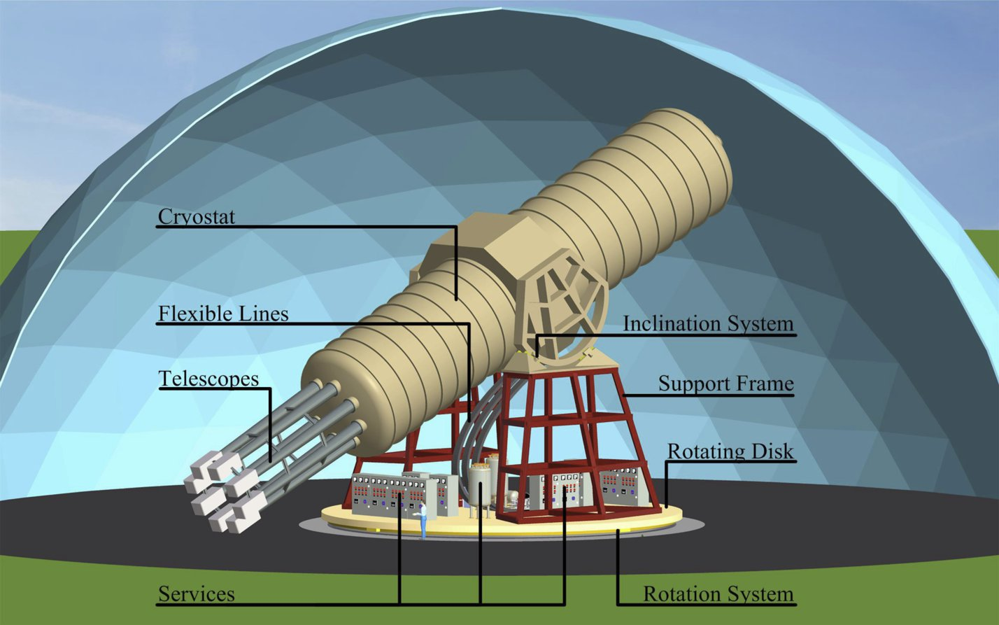 Cryostat
Flexible Lines
Inclination System
Telescopes
Support Frame
Rotating Disk
Services
Rotation System